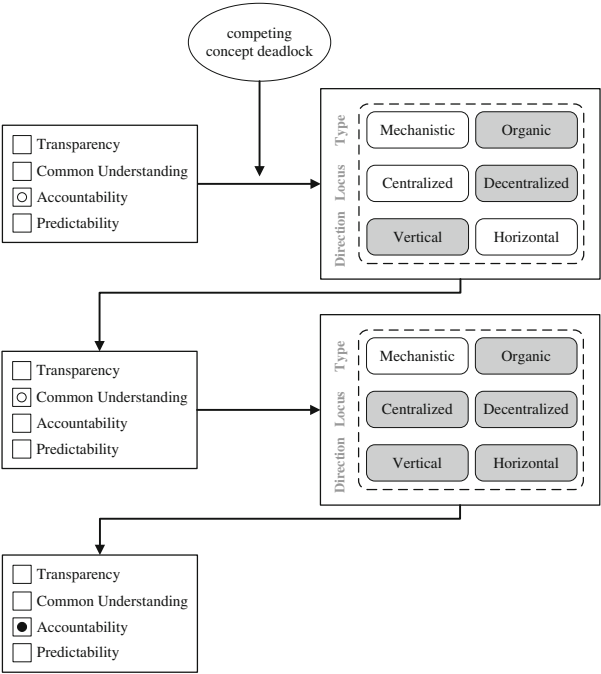 competing
concept deadlock
Transparency
Common Understanding
Accountability
Predictability
Type
Mechanistic
Organic
Locus
Centralized
Decentralized
Direction
Vertical
Horizontal
Transparency
Common Understanding
Accountability
Predictability
Type
Mechanistic
Organic
Locus
Centralized
Decentralized
Direction
Vertical
Horizontal
Transparency
Common Understanding
Accountability
Predictability